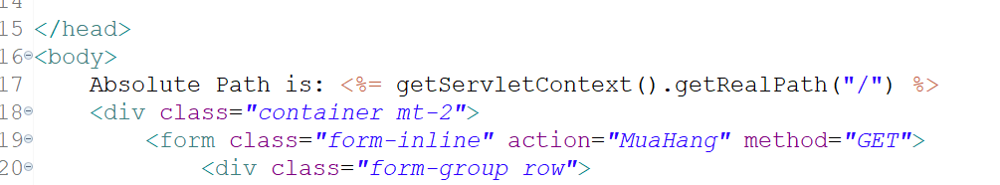 14
15 </head>
16 <body>
17 Absolute Path is: <%= getServletContext().getRealPath("/") %>
18 <div class="container mt-2">
19 <form class="form-inline" action="MuaHang" method="GET">
20 <div class="form-group row">